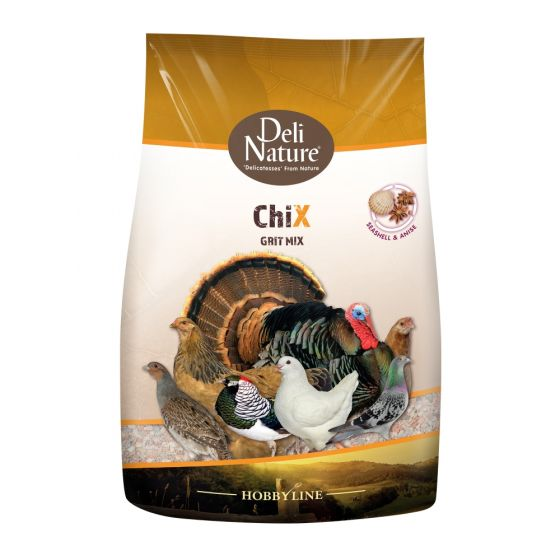 Deli
Nature®
'Delicatesses' From Nature
ChiX
GRIT MIX
SEASHELL & ANISE
HOBBYLINE